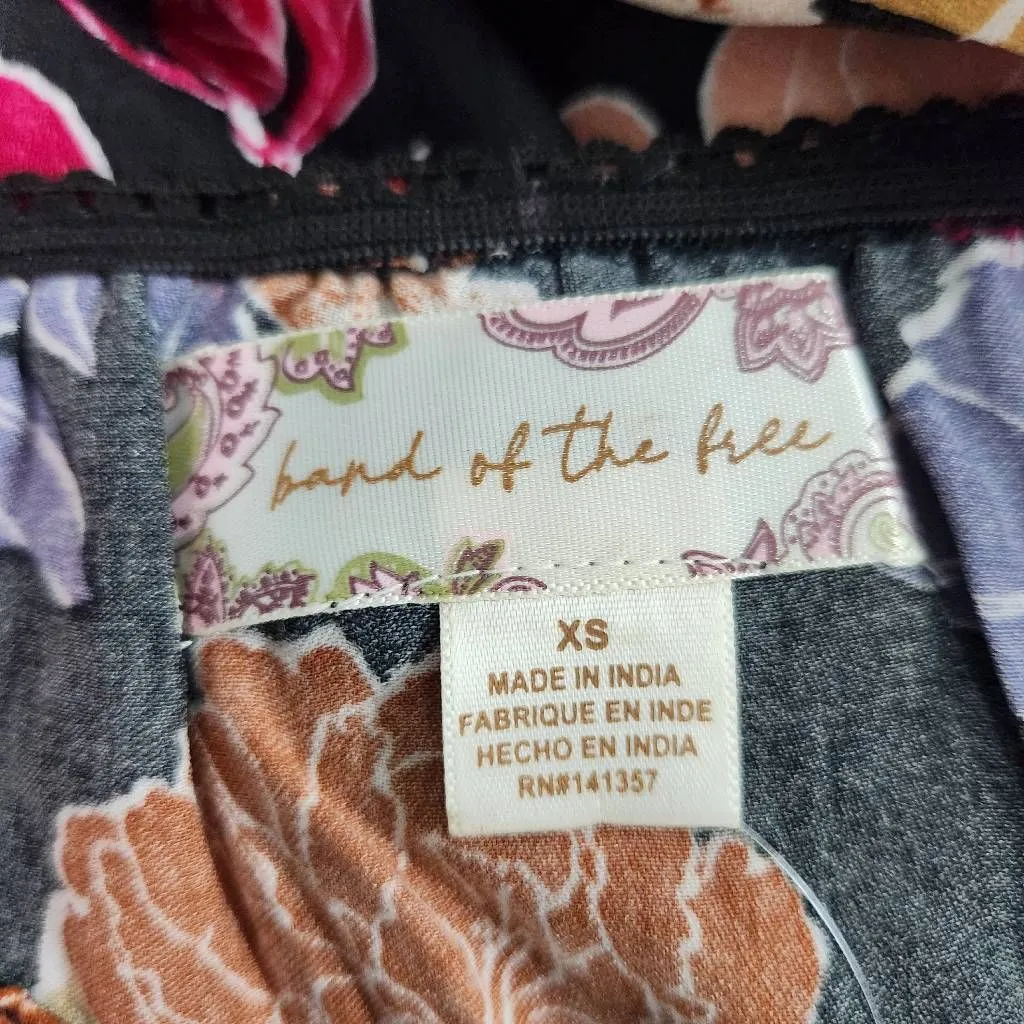 band of the free
XS
MADE IN INDIA
FABRIQUE EN INDE
HECHO EN INDIA
RN#141357